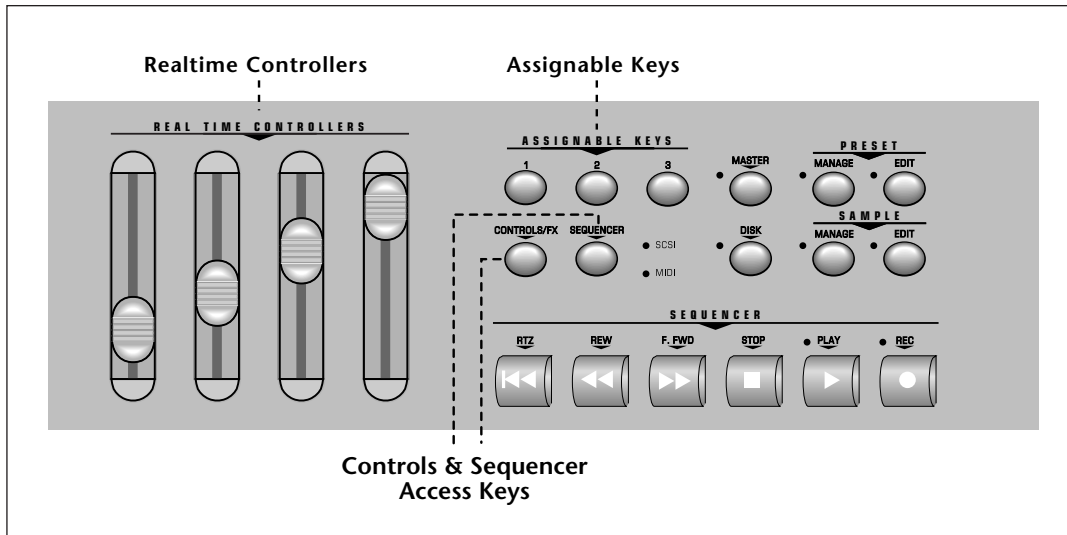 Realtime Controllers
Assignable Keys
REAL TIME CONTROLLERS
ASSIGNABLE KEYS
1 2 3
MASTER
PRESET
MANAGE EDIT
CONTROLS/FX SEQUENCER
SCSI
MIDI
DISK
SAMPLE
MANAGE EDIT
SEQUENCER
RTZ REW F. FWD STOP PLAY REC
Controls & Sequencer
Access Keys